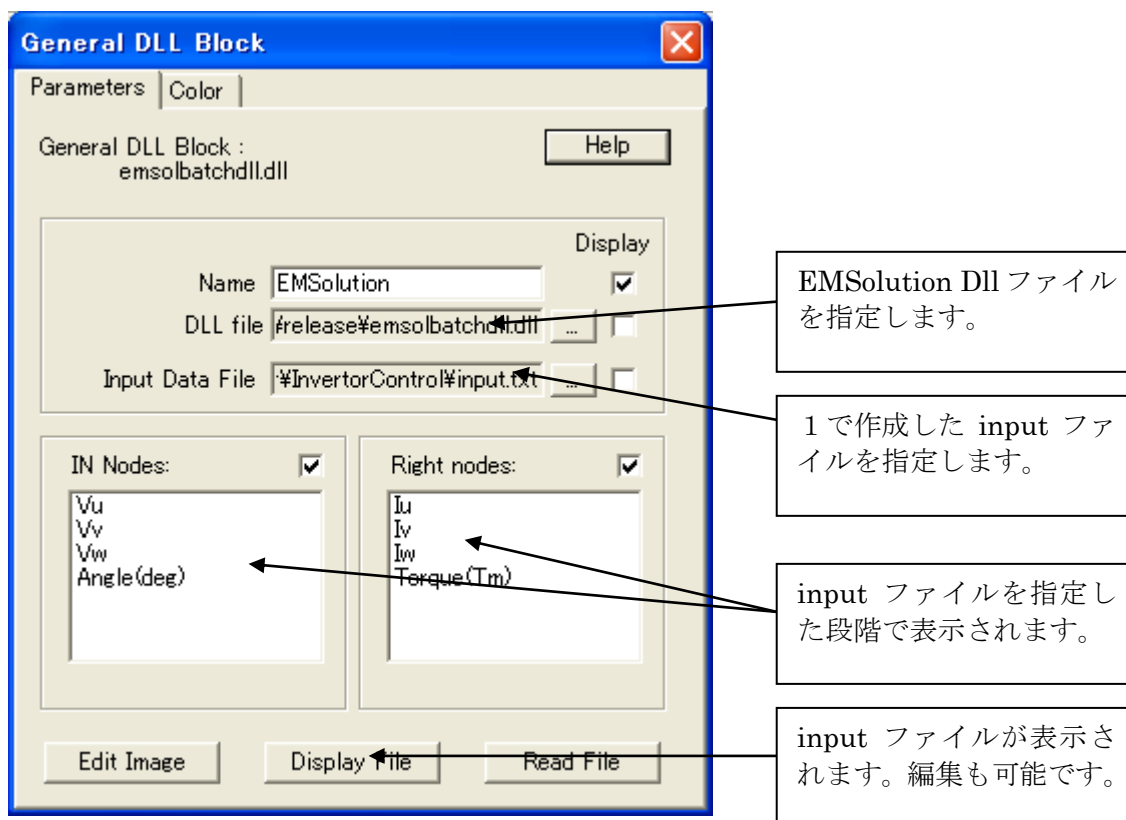 General DLL Block
Parameters
Color
General DLL Block :
emsolbatchdll.dll
Help
Display
Name
EMSolution
DLL file
¥release¥emsolbatchdll.dll
...
Input Data File
¥InvertorControl¥input.txt
...
IN Nodes:
Vu
Vv
Vw
Angle(deg)
Right nodes:
Iu
Iv
Iw
Torque(Tm)
Edit Image
Display File
Read File
EMSolution Dll ファイル
を指定します。
１で作成した input ファ
イルを指定します。
input ファイルを指定し
た段階で表示されます。
input ファイルが表示さ
れます。編集も可能です。